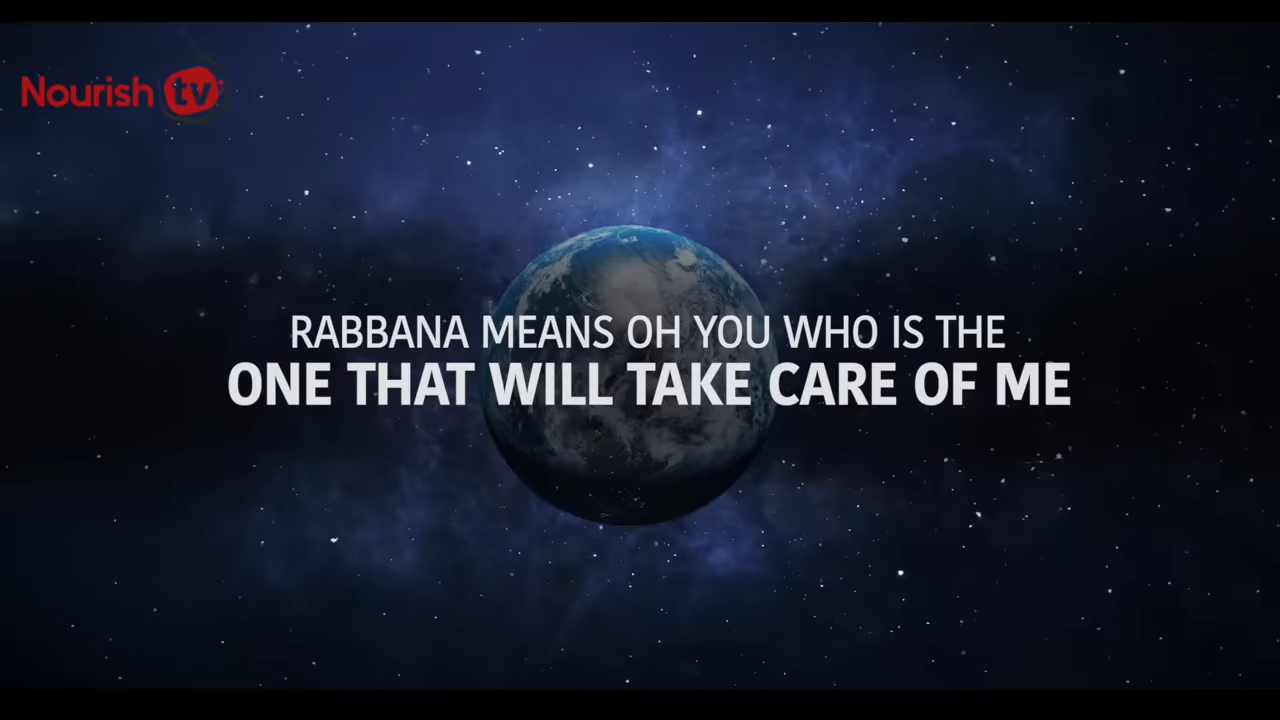 Nourish tv
RABBANA MEANS OH YOU WHO IS THE
ONE THAT WILL TAKE CARE OF ME